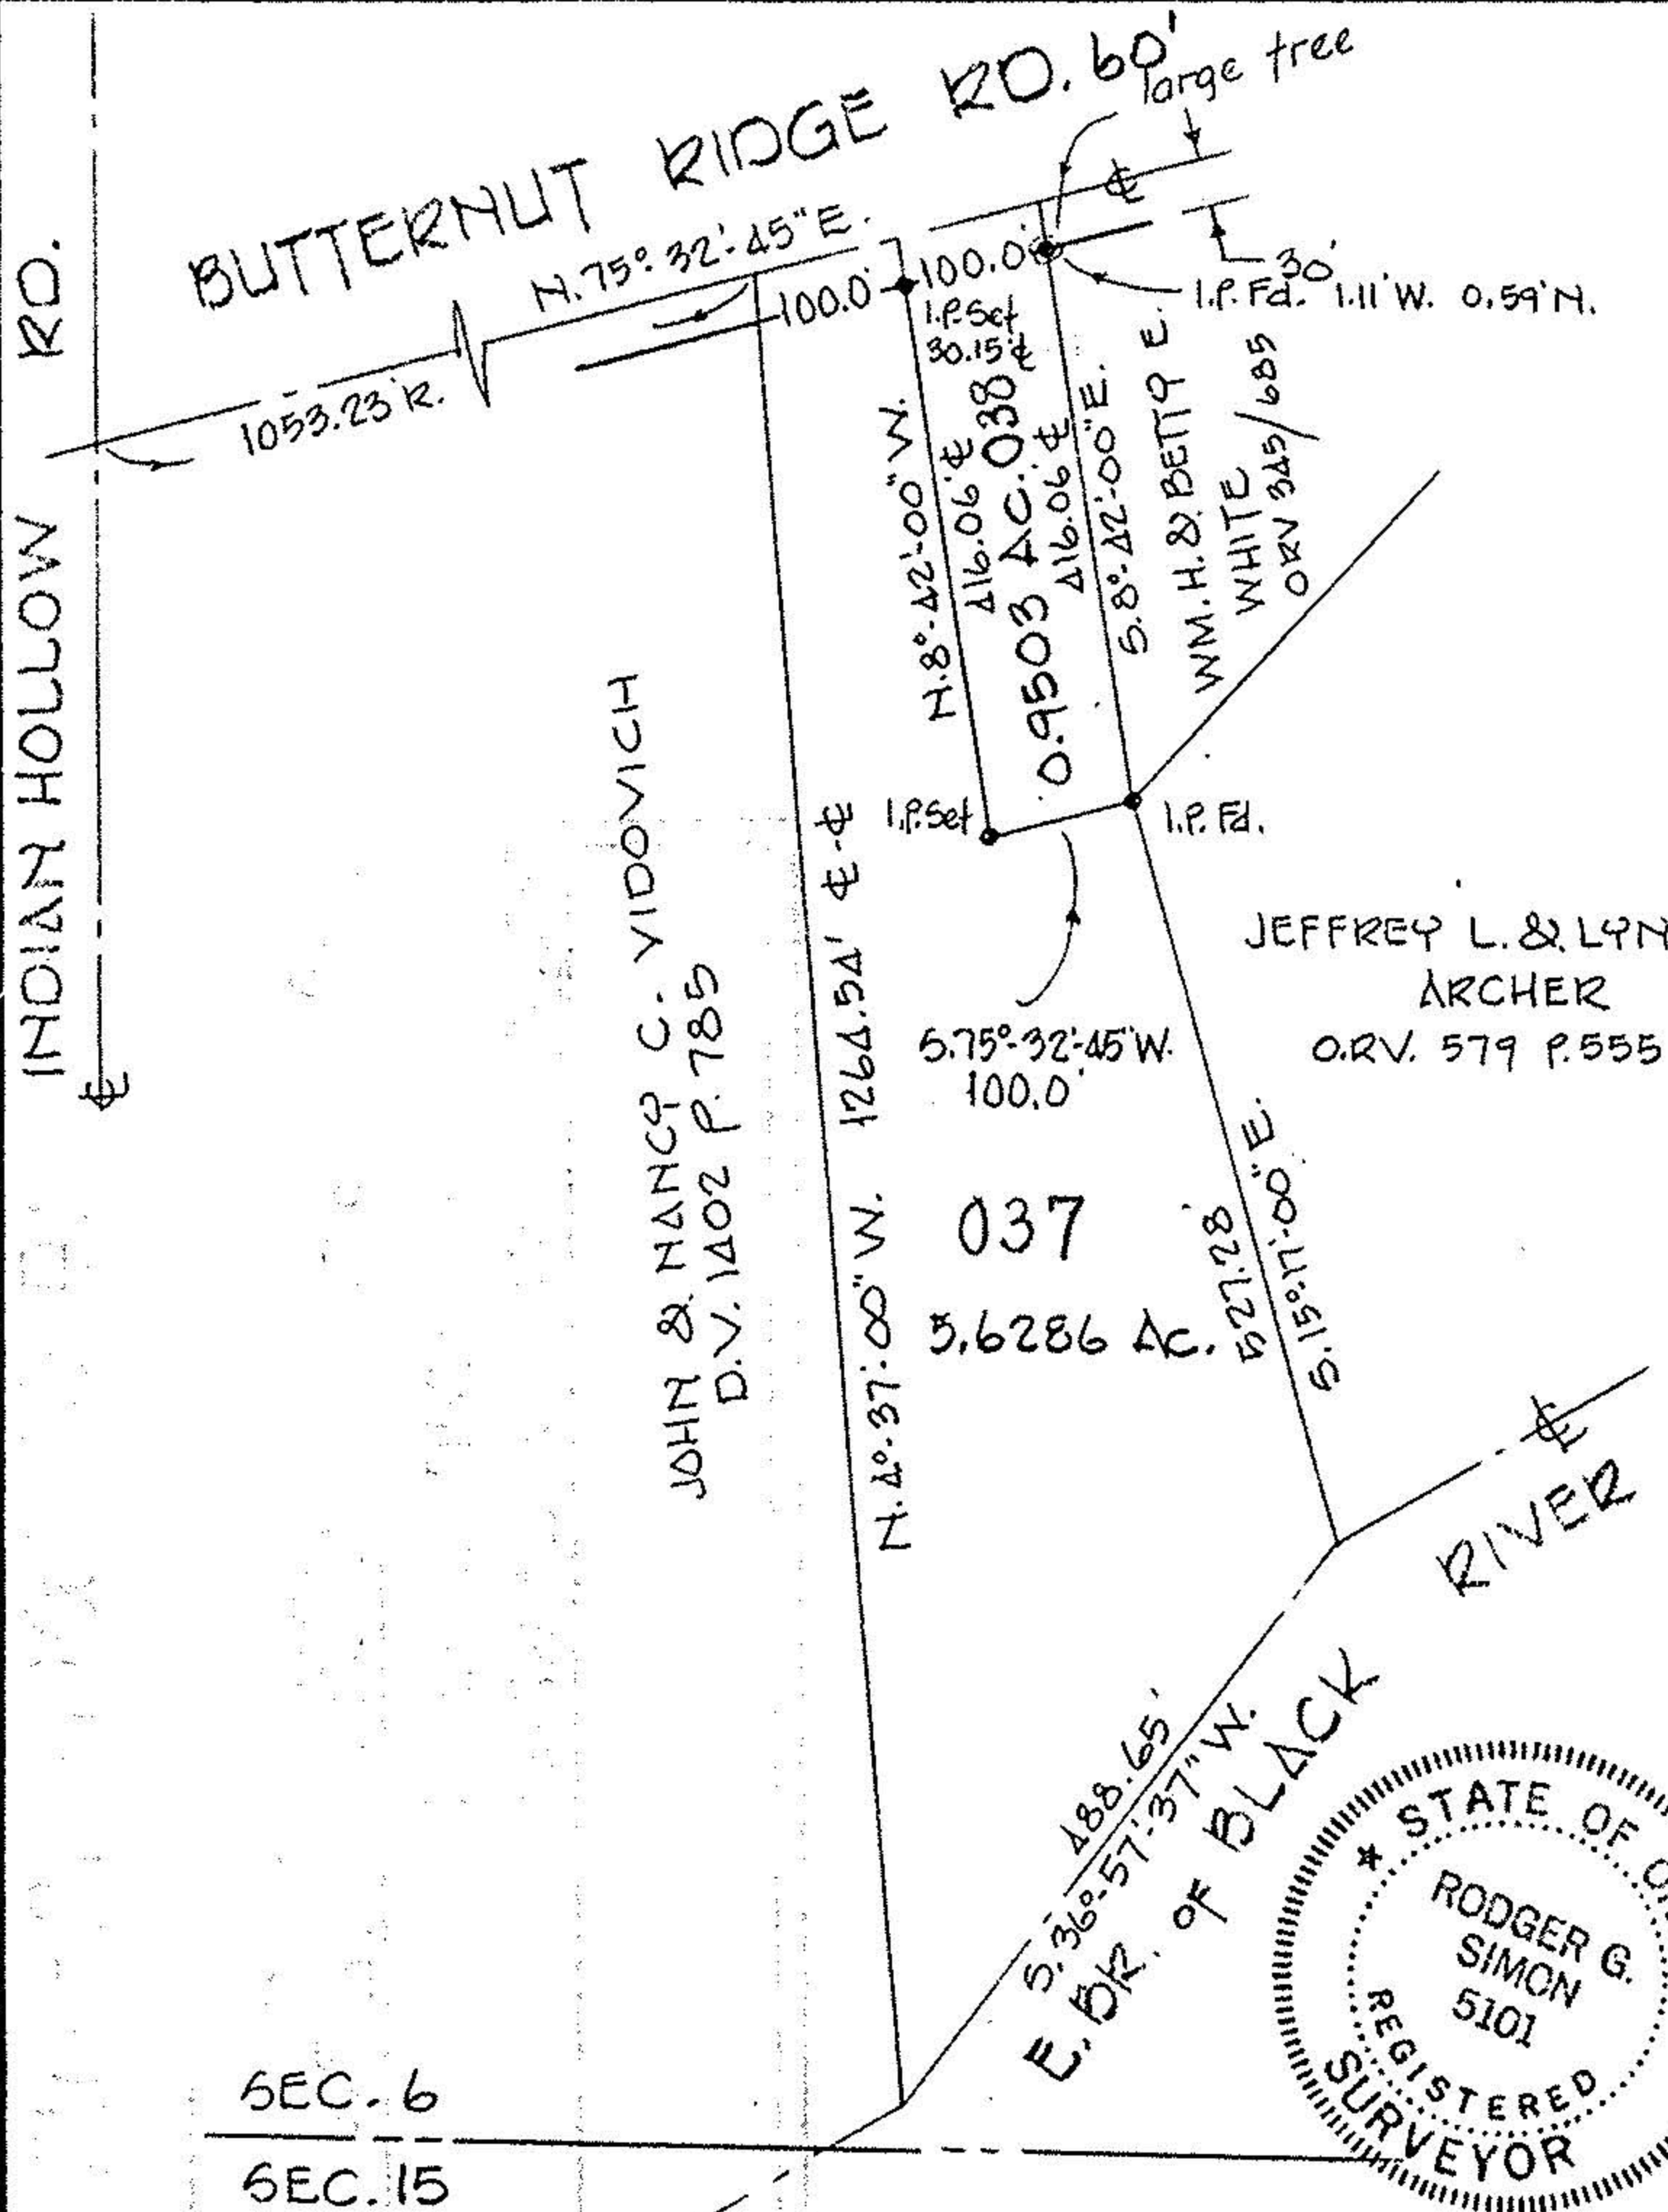 BUTTERNUT RIDGE RD. 60'
large tree
INDIAN HOLLOW RD.
℄
N.75°-32'-45"E.
1053.23'R.
100.0'
100.0'
℄
30'
I.P. Fd. 1.11'W. 0.59'N.
I.P. Set
30.15'℄
N.8°-42'-00"W.
416.06'℄
0.9503 AC. 038
416.06'℄
S.8°-42'-00"E.
WM. H. & BETTY E.
WHITE
ORV 345/685
I.P. Set
I.P. Fd.
S.75°-32'-45"W.
100.0'
JEFFREY L. & LYN
ARCHER
O.R.V. 579 P.555
JOHN & NANCY C. VIDOVICH
D.V. 1402 P. 785
N.4°-37'-00"W. 1264.54' ℄-℄
037
5.6286 AC.
527.28'
S.15°-17'-00"E.
℄
488.65'
S.36°-57'-37"W.
E. BR. OF BLACK RIVER
SEC. 6
SEC. 15
* STATE OF O
RODGER G.
SIMON
5101
REGISTERED
SURVEYOR